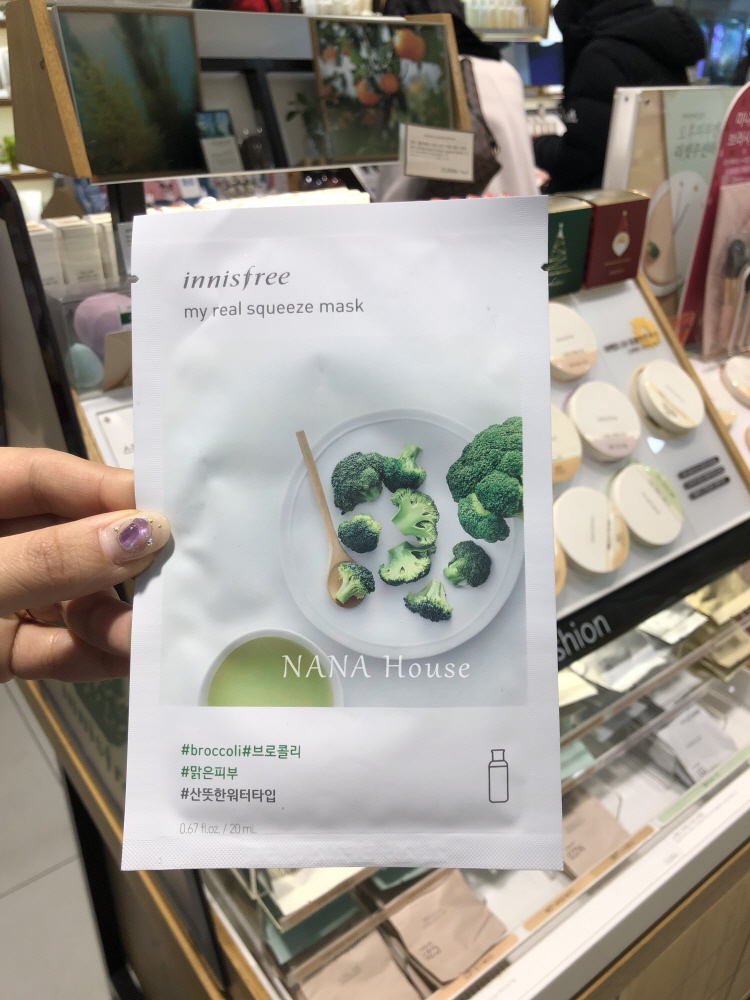 innisfree
my real squeeze mask
NANA House
#broccoli#브로콜리
#맑은피부
#산뜻한워터타입
0.67 fl.oz. / 20 mL
shion